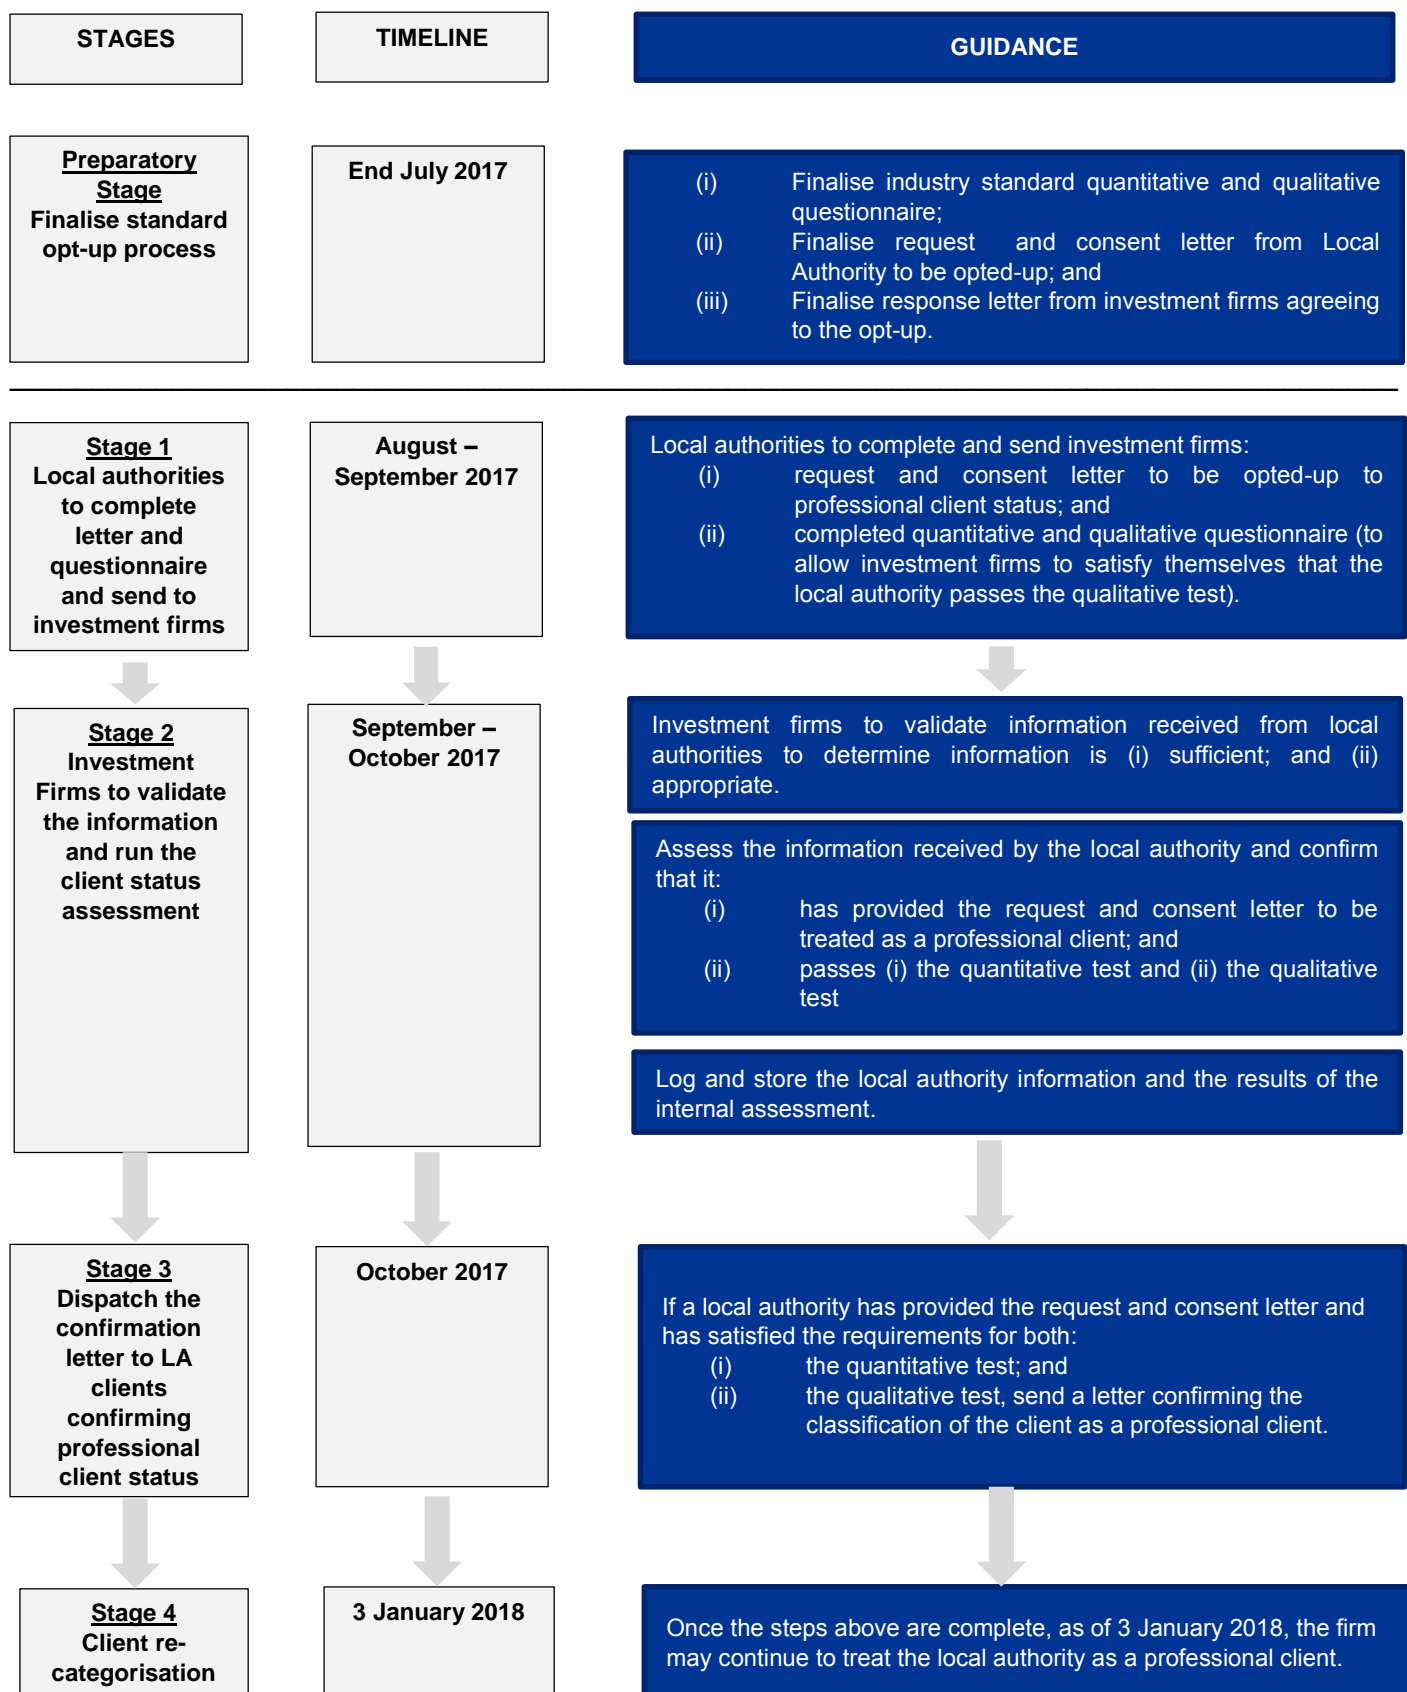 STAGES
TIMELINE
GUIDANCE
Preparatory
Stage
Finalise standard
opt-up process
End July 2017
(i) Finalise industry standard quantitative and qualitative
questionnaire;
(ii) Finalise request and consent letter from Local
Authority to be opted-up; and
(iii) Finalise response letter from investment firms agreeing
to the opt-up.
Stage 1
Local authorities
to complete
letter and
questionnaire
and send to
investment firms
August –
September 2017
Local authorities to complete and send investment firms:
(i) request and consent letter to be opted-up to
professional client status; and
(ii) completed quantitative and qualitative questionnaire (to
allow investment firms to satisfy themselves that the
local authority passes the qualitative test).
Stage 2
Investment
Firms to validate
the information
and run the
client status
assessment
September –
October 2017
Investment firms to validate information received from local
authorities to determine information is (i) sufficient; and (ii)
appropriate.
Assess the information received by the local authority and confirm
that it:
(i) has provided the request and consent letter to be
treated as a professional client; and
(ii) passes (i) the quantitative test and (ii) the qualitative
test
Log and store the local authority information and the results of the
internal assessment.
Stage 3
Dispatch the
confirmation
letter to LA
clients
confirming
professional
client status
October 2017
If a local authority has provided the request and consent letter and
has satisfied the requirements for both:
(i) the quantitative test; and
(ii) the qualitative test, send a letter confirming the
classification of the client as a professional client.
Stage 4
Client re-
categorisation
3 January 2018
Once the steps above are complete, as of 3 January 2018, the firm
may continue to treat the local authority as a professional client.